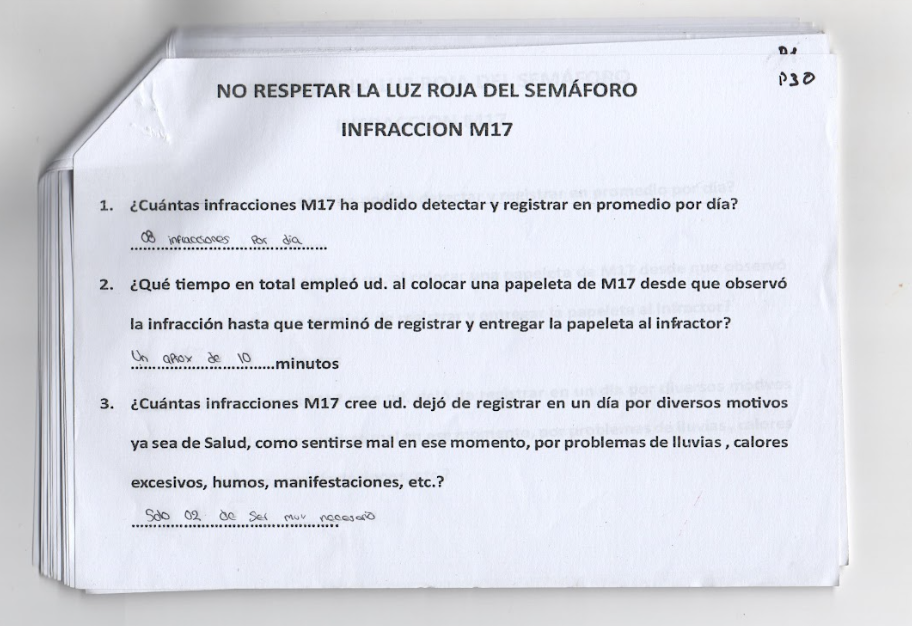 P1
P30
NO RESPETAR LA LUZ ROJA DEL SEMÁFORO
INFRACCION M17
1. ¿Cuántas infracciones M17 ha podido detectar y registrar en promedio por día?
08 infracciones Por dia
2. ¿Qué tiempo en total empleó ud. al colocar una papeleta de M17 desde que observó
la infracción hasta que terminó de registrar y entregar la papeleta al infractor?
Un aprox de 10 minutos
3. ¿Cuántas infracciones M17 cree ud. dejó de registrar en un día por diversos motivos
ya sea de Salud, como sentirse mal en ese momento, por problemas de lluvias , calores
excesivos, humos, manifestaciones, etc.?
Solo 02 de Ser muy necesario